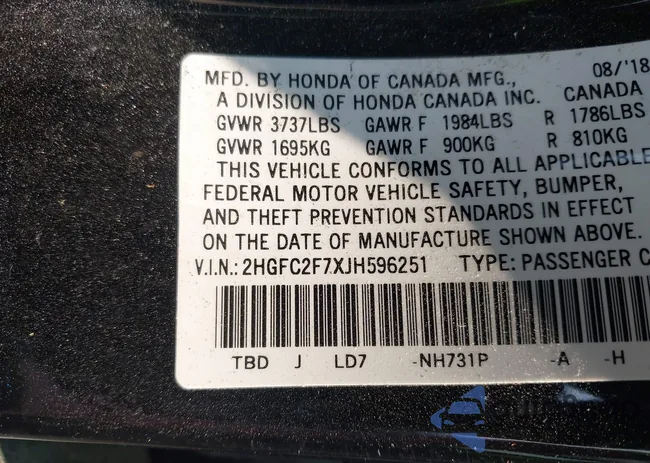 MFD. BY HONDA OF CANADA MFG., 08/'18
A DIVISION OF HONDA CANADA INC. CANADA
GVWR 3737LBS GAWR F 1984LBS R 1786LBS
GVWR 1695KG GAWR F 900KG R 810KG
THIS VEHICLE CONFORMS TO ALL APPLICABLE
FEDERAL MOTOR VEHICLE SAFETY, BUMPER,
AND THEFT PREVENTION STANDARDS IN EFFECT
ON THE DATE OF MANUFACTURE SHOWN ABOVE.
V.I.N.: 2HGFC2F7XJH596251 TYPE: PASSENGER C
TBD J LD7 -NH731P -A -H